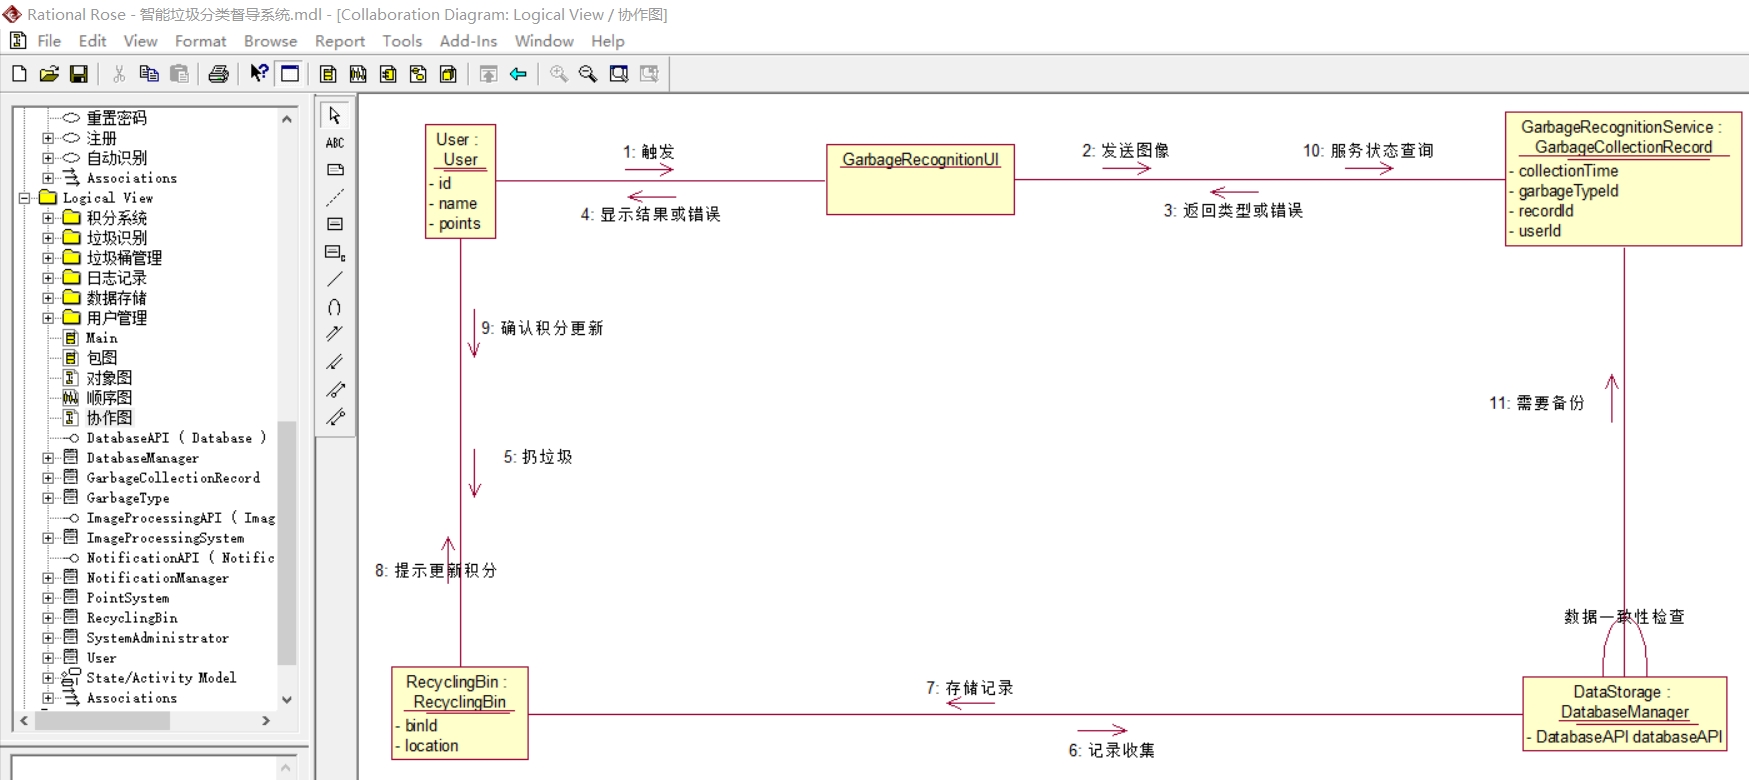 Rational Rose - 智能垃圾分类督导系统.mdl - [Collaboration Diagram: Logical View / 协作图]
File Edit View Format Browse Report Tools Add-Ins Window Help
重置密码
注册
自动识别
Associations
Logical View
积分系统
垃圾识别
垃圾桶管理
日志记录
数据存储
用户管理
Main
包图
对象图
顺序图
协作图
DatabaseAPI ( Database )
DatabaseManager
GarbageCollectionRecord
GarbageType
ImageProcessingAPI ( Imag
ImageProcessingSystem
NotificationAPI ( Notific
NotificationManager
PointSystem
RecyclingBin
SystemAdministrator
User
State/Activity Model
Associations
ABC
User :
User
- id
- name
- points
1: 触发
4: 显示结果或错误
GarbageRecognitionUI
2: 发送图像
10: 服务状态查询
3: 返回类型或错误
GarbageRecognitionService :
GarbageCollectionRecord
- collectionTime
- garbageTypeId
- recordId
- userId
9: 确认积分更新
5: 扔垃圾
8: 提示更新积分
11: 需要备份
数据一致性检查
RecyclingBin :
RecyclingBin
- binId
- location
7: 存储记录
6: 记录收集
DataStorage :
DatabaseManager
- DatabaseAPI databaseAPI